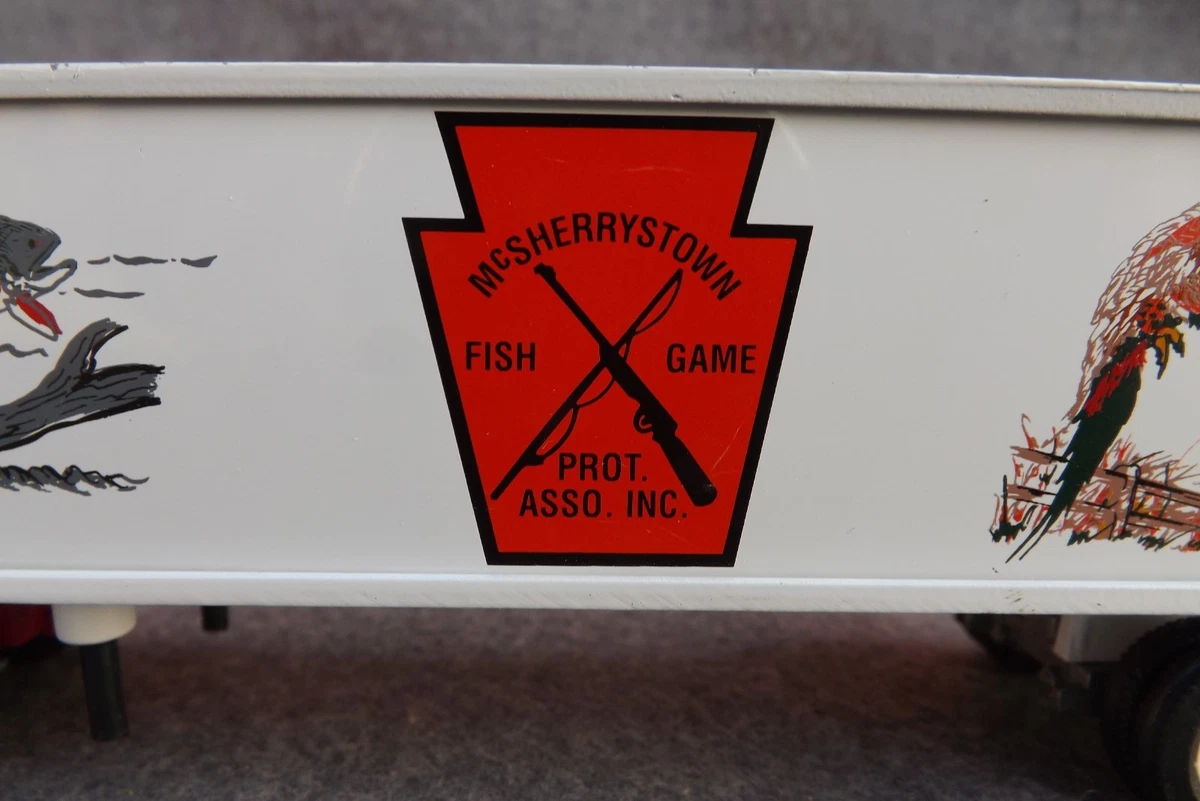 McSHERRYSTOWN
FISH GAME
PROT.
ASSO. INC.